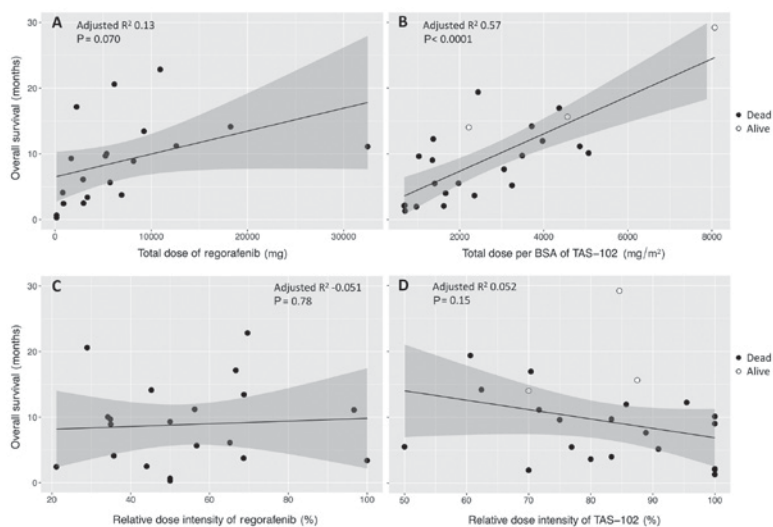 A
Adjusted R² 0.13
P = 0.070
Overall survival (months)
30
20
10
0
0
10000
20000
30000
Total dose of regorafenib (mg)
B
Adjusted R² 0.57
P< 0.0001
2000
4000
6000
8000
Total dose per BSA of TAS-102 (mg/m²)
Dead
Alive
C
Adjusted R² -0.051
P = 0.78
Overall survival (months)
30
20
10
0
20
40
60
80
100
Relative dose intensity of regorafenib (%)
D
Adjusted R² 0.052
P = 0.15
50
60
70
80
90
100
Relative dose intensity of TAS-102 (%)
Dead
Alive